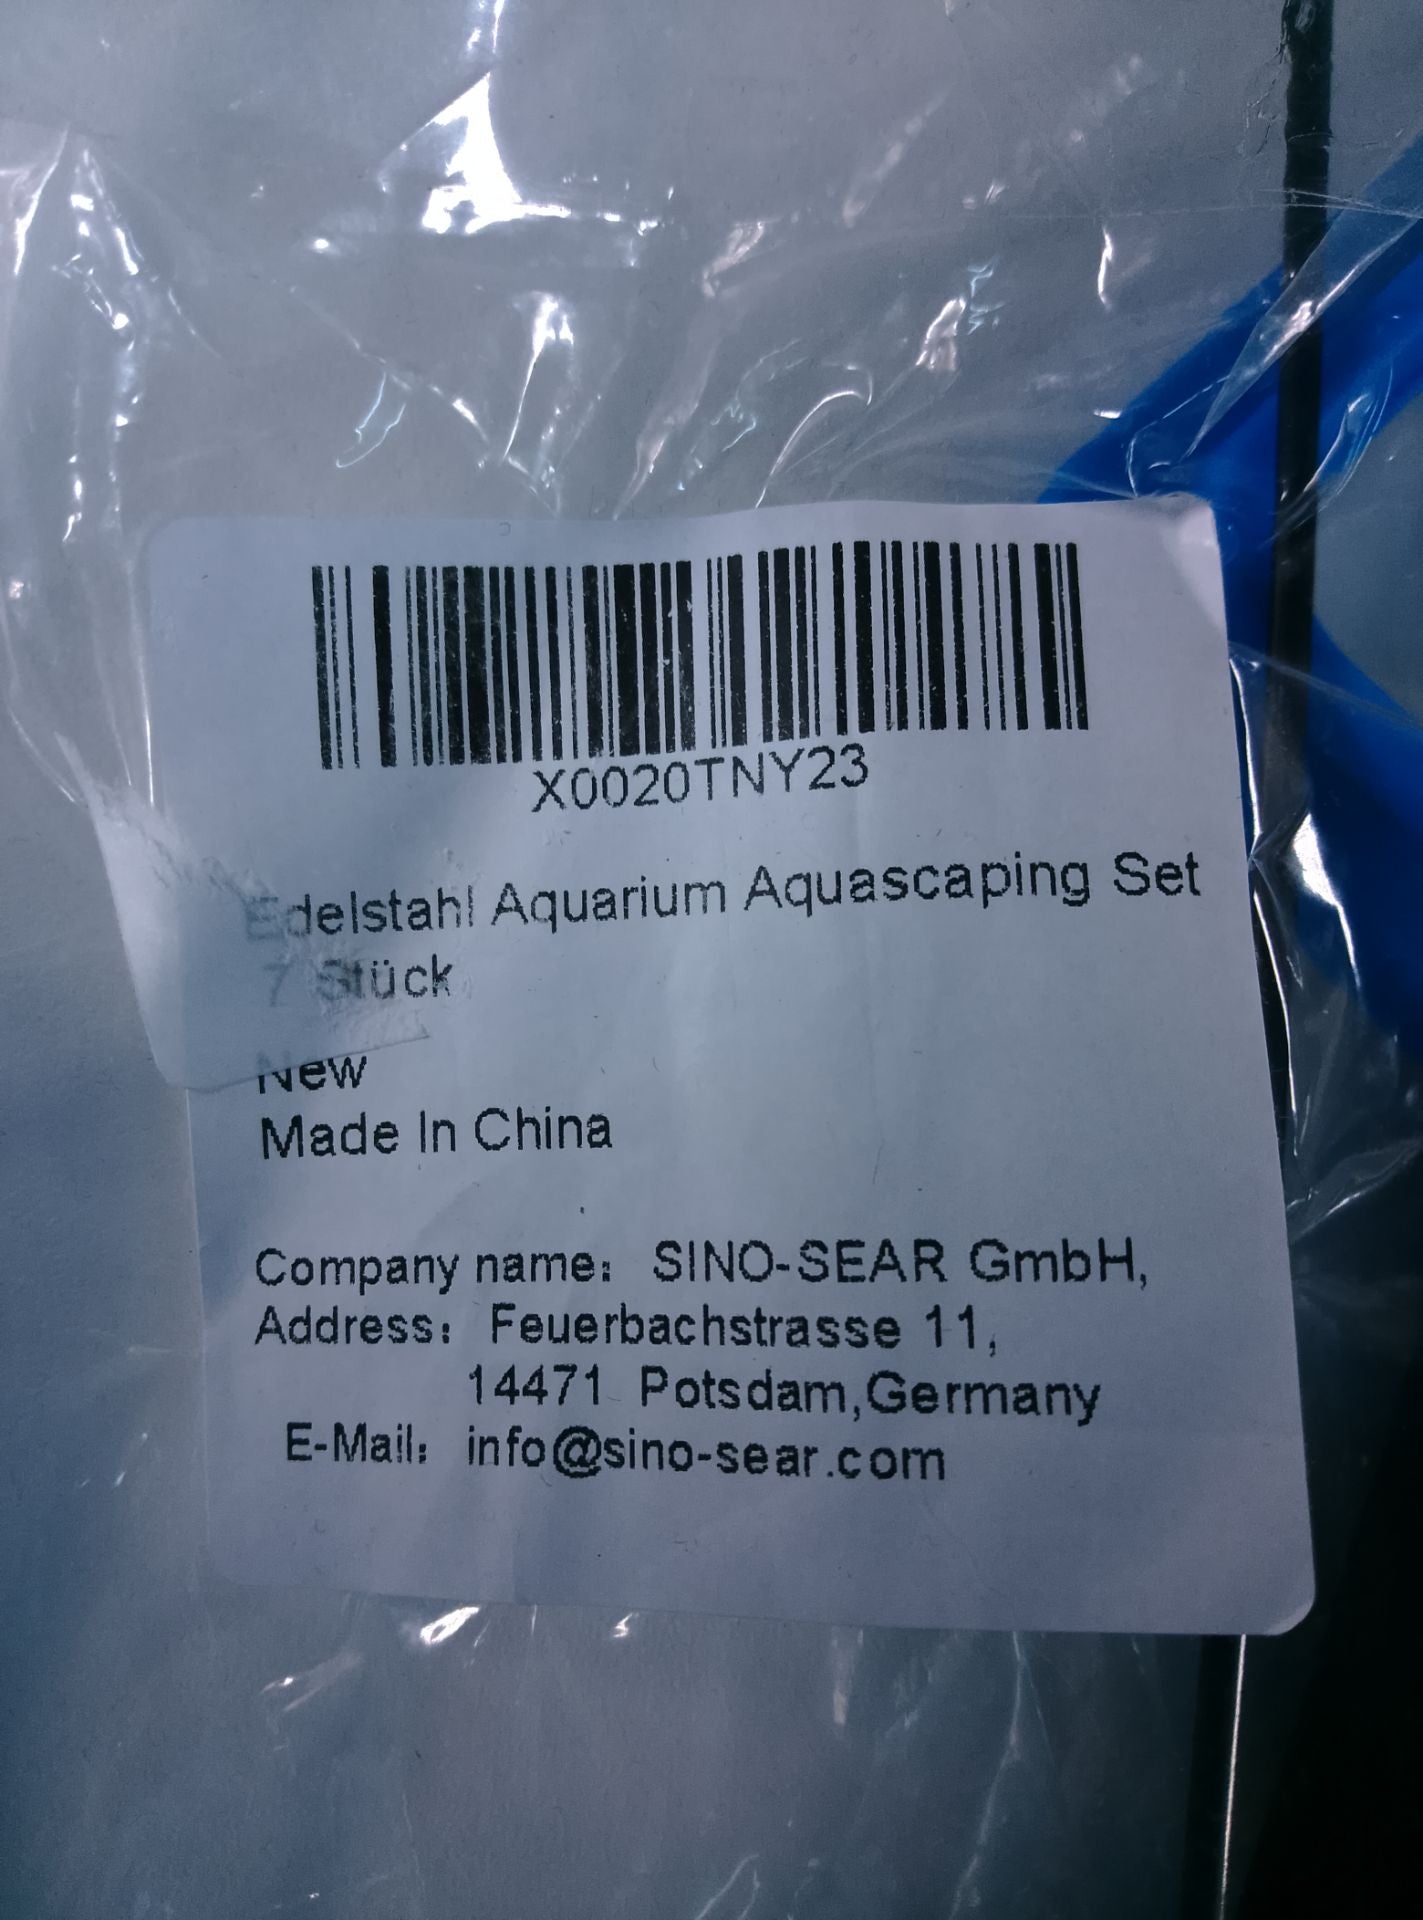 X0020TNY23
Edelstahl Aquarium Aquascaping Set
7 Stück
New
Made In China
Company name: SINO-SEAR GmbH,
Address: Feuerbachstrasse 11,
14471 Potsdam,Germany
E-Mail: info@sino-sear.com